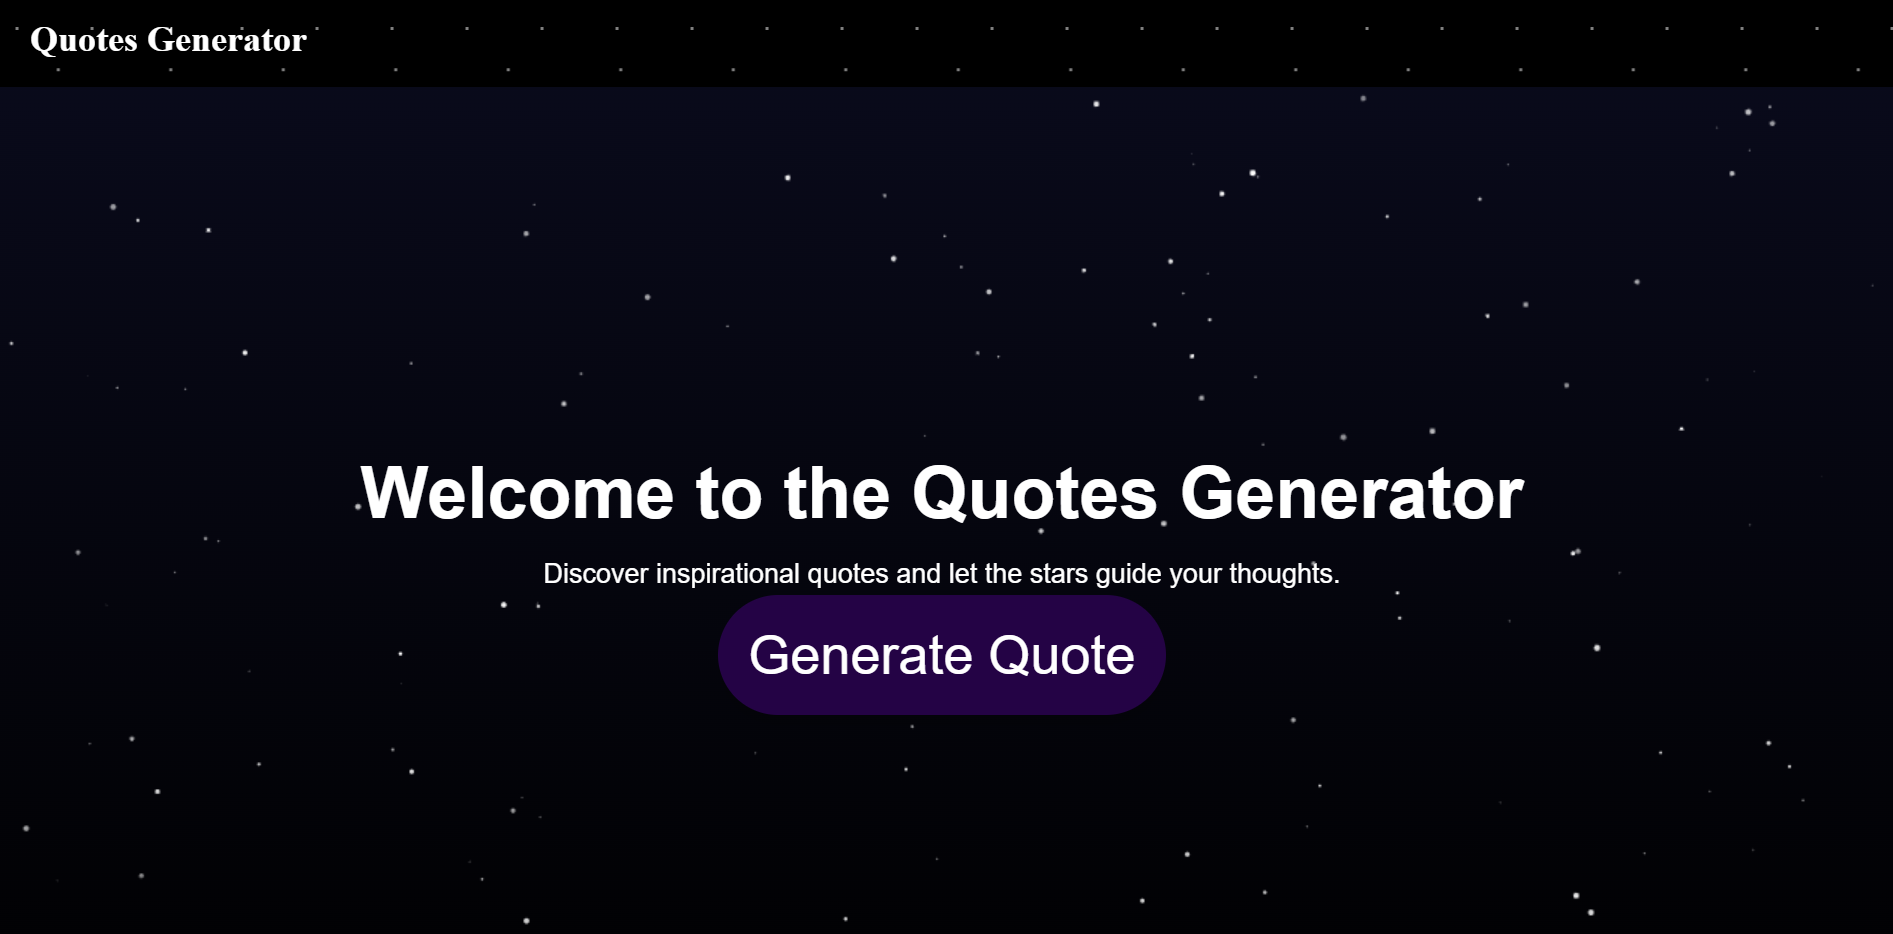 Quotes Generator
Welcome to the Quotes Generator
Discover inspirational quotes and let the stars guide your thoughts.
Generate Quote